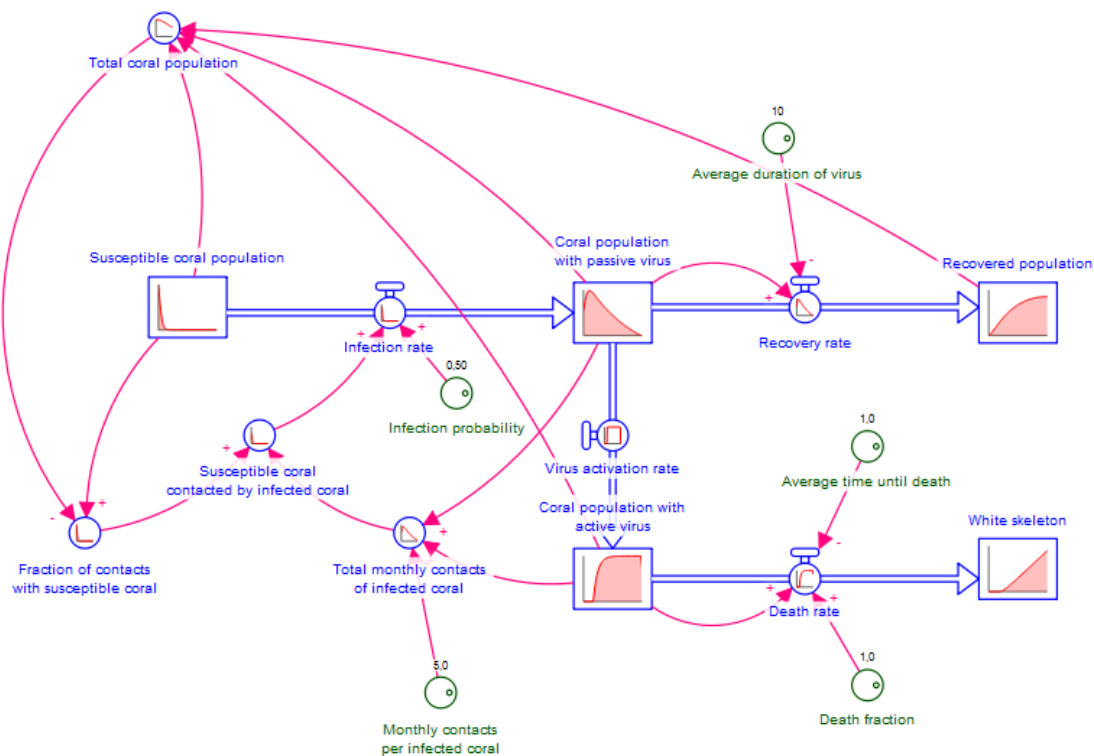 Total coral population
10
Average duration of virus
Susceptible coral population
Coral population
with passive virus
Recovered population
-
+
Infection rate
+
+
Recovery rate
0,50
Infection probability
1,0
Virus activation rate
+
Susceptible coral
contacted by infected coral
Average time until death
Coral population with
active virus
White skeleton
-
+
+
-
Fraction of contacts
with susceptible coral
Total monthly contacts
of infected coral
+
+
Death rate
5,0
1,0
Monthly contacts
per infected coral
Death fraction